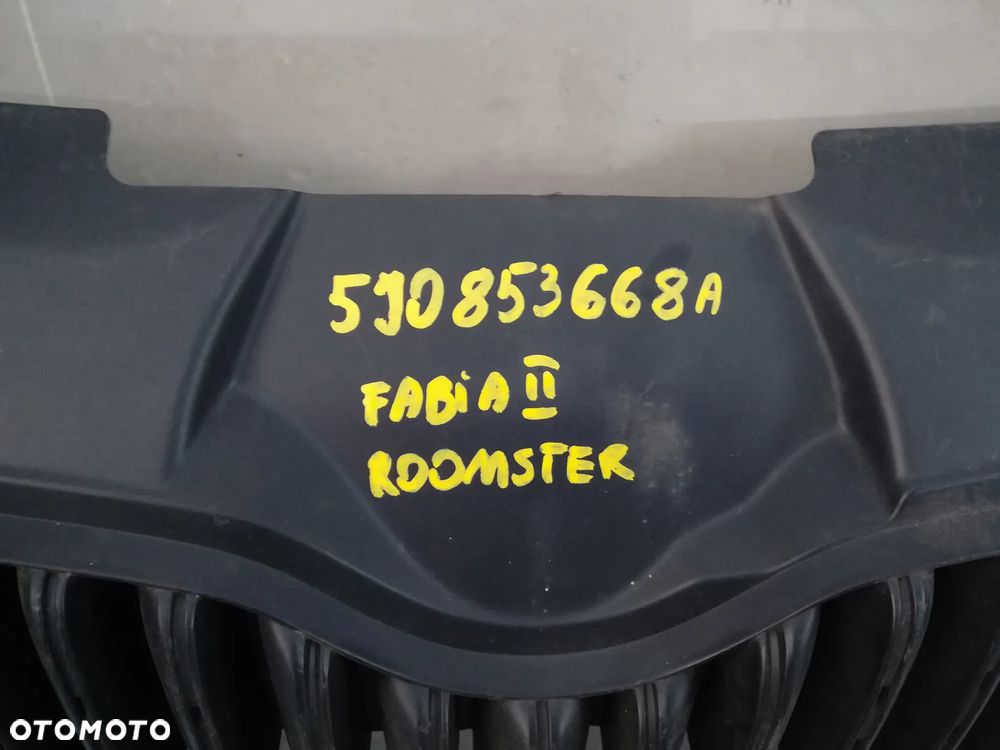 5J0853668A
FABiA II
ROOMSTER
OTOMOTO